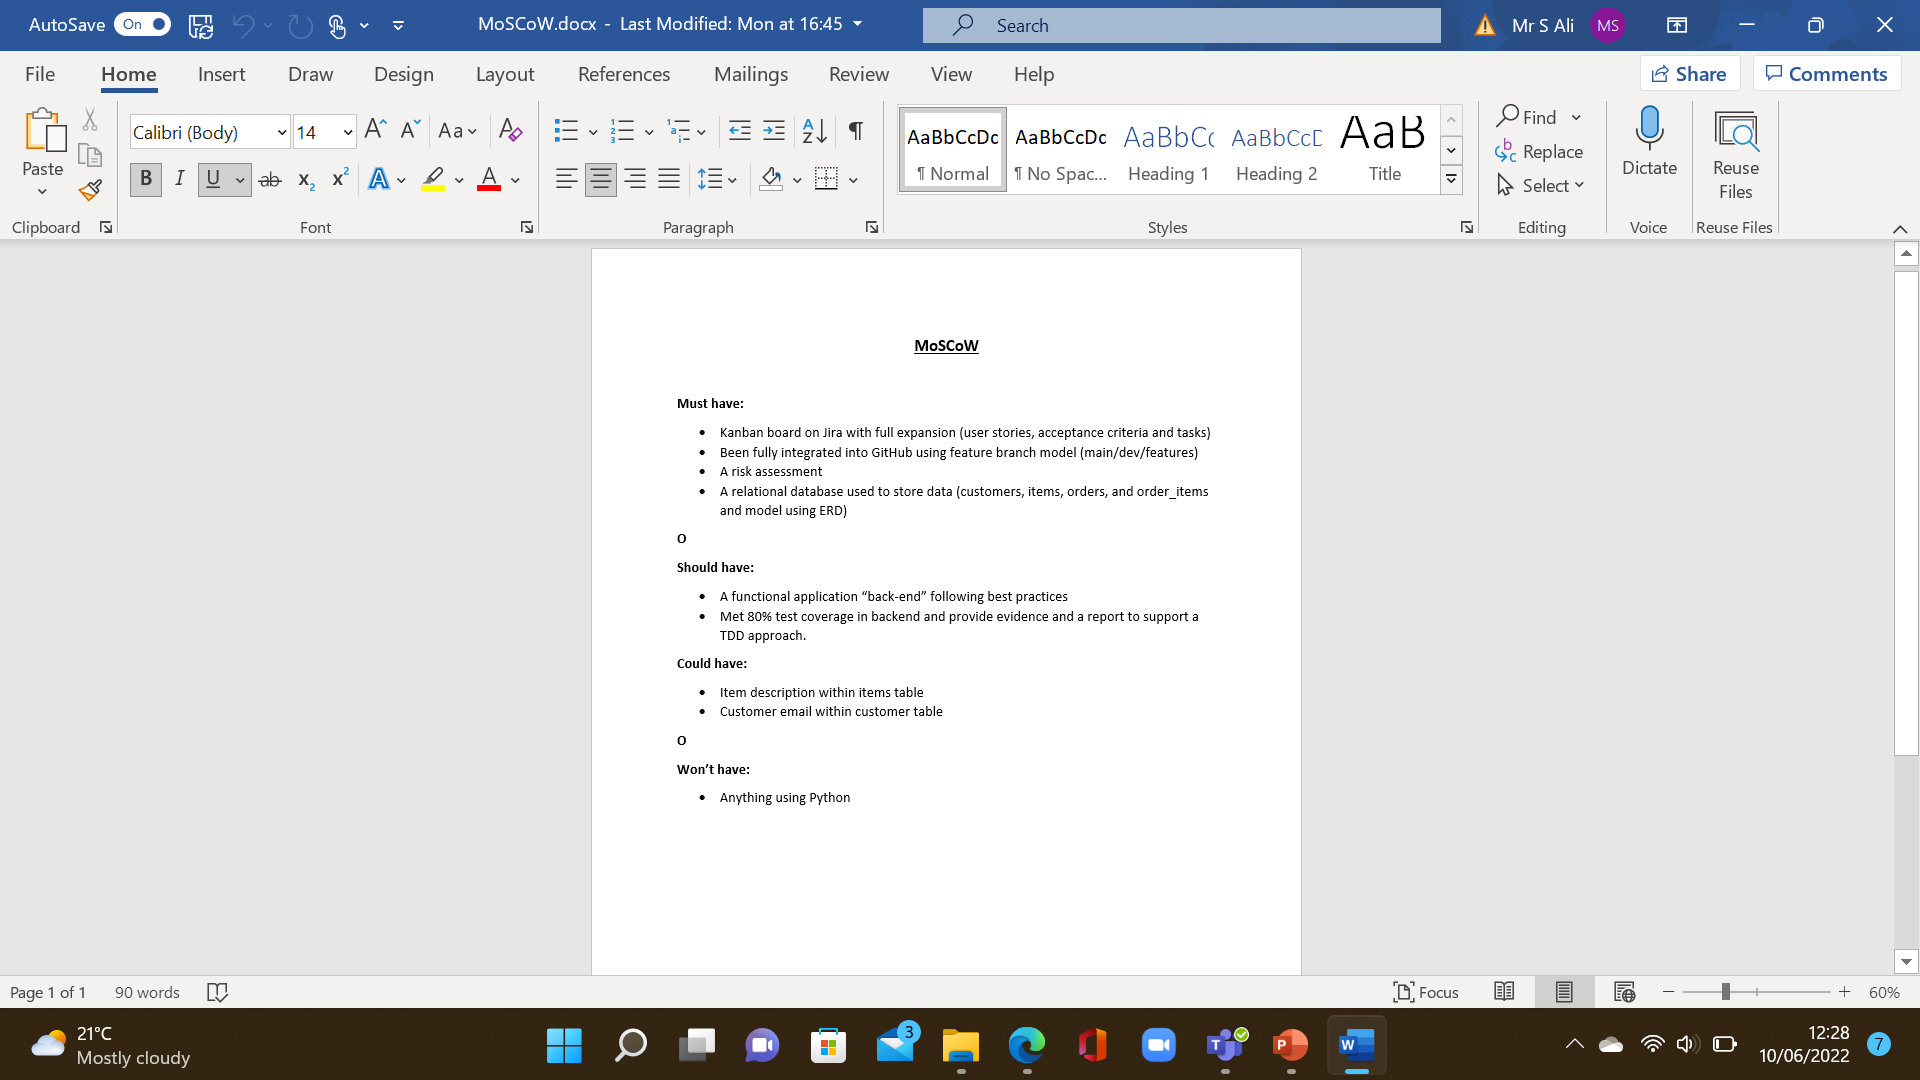 AutoSave On MoSCoW.docx - Last Modified: Mon at 16:45 Search Mr S Ali MS
File Home Insert Draw Design Layout References Mailings Review View Help Share Comments
Paste
Clipboard
Calibri (Body) 14 Aa
B I U ab x2 x2 A A
Font
Paragraph
AaBbCcDc AaBbCcDc AaBbCc AaBbCcD AaB
¶ Normal ¶ No Spac... Heading 1 Heading 2 Title
Styles
Find
Replace
Select
Editing
Dictate
Voice
Reuse
Files
Reuse Files
MoSCoW
Must have:
• Kanban board on Jira with full expansion (user stories, acceptance criteria and tasks)
• Been fully integrated into GitHub using feature branch model (main/dev/features)
• A risk assessment
• A relational database used to store data (customers, items, orders, and order_items
and model using ERD)
O
Should have:
• A functional application “back-end” following best practices
• Met 80% test coverage in backend and provide evidence and a report to support a
TDD approach.
Could have:
• Item description within items table
• Customer email within customer table
O
Won’t have:
• Anything using Python
Page 1 of 1 90 words Focus 60%
21°C
Mostly cloudy
3
12:28
10/06/2022
7